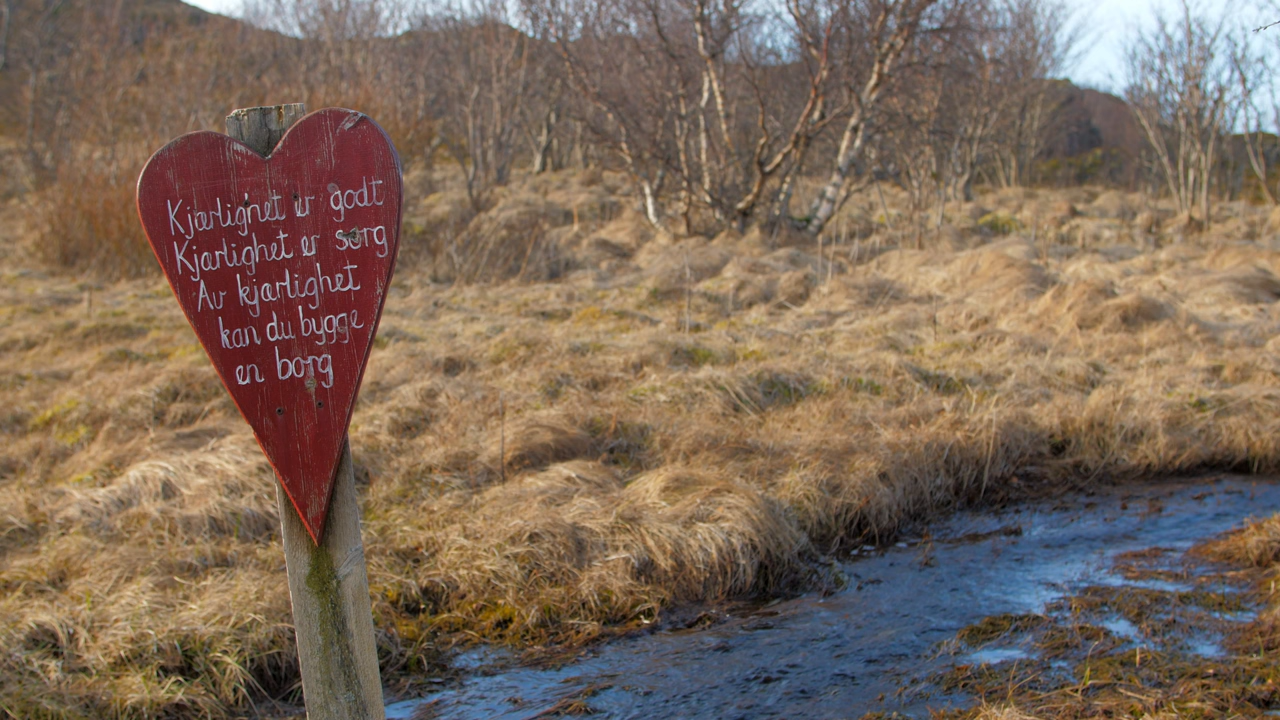 Kjærlighet er godt
Kjærlighet er sorg
Av kjærlighet
kan du bygge
en borg